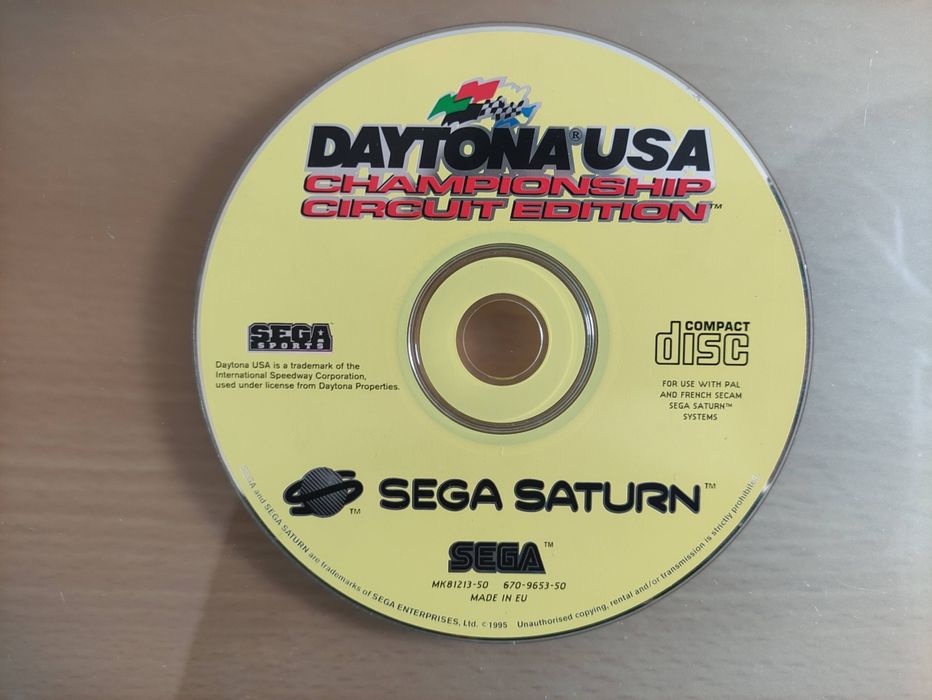 DAYTONA® USA
CHAMPIONSHIP
CIRCUIT EDITION™
SEGA™
SPORTS
Daytona USA is a trademark of the
International Speedway Corporation,
used under license from Daytona Properties.
COMPACT
disc
FOR USE WITH PAL
AND FRENCH SECAM
SEGA SATURN™
SYSTEMS
™ SEGA SATURN™
SEGA™
MK81213-50 670-9653-50
MADE IN EU
SEGA and SEGA SATURN are trademarks of SEGA ENTERPRISES, Ltd. © 1995 Unauthorised copying, rental and/or transmission is strictly prohibited